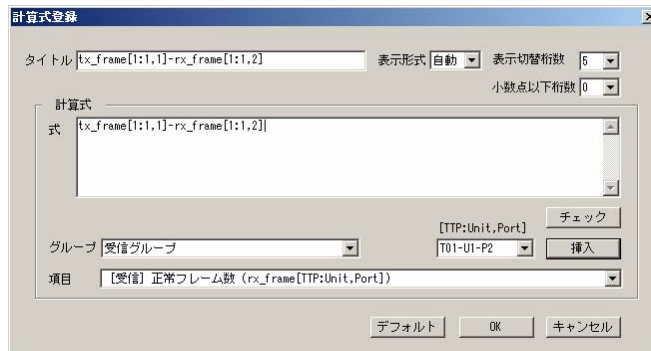 計算式登録
タイトル tx_frame[1:1,1]-rx_frame[1:1,2] 表示形式 自動 表示切替桁数 5
小数点以下桁数 0
計算式
式 tx_frame[1:1,1]-rx_frame[1:1,2]
チェック
[TTP:Unit,Port]
グループ 受信グループ T01-U1-P2 挿入
項目 [受信] 正常フレーム数 (rx_frame[TTP:Unit,Port])
デフォルト OK キャンセル